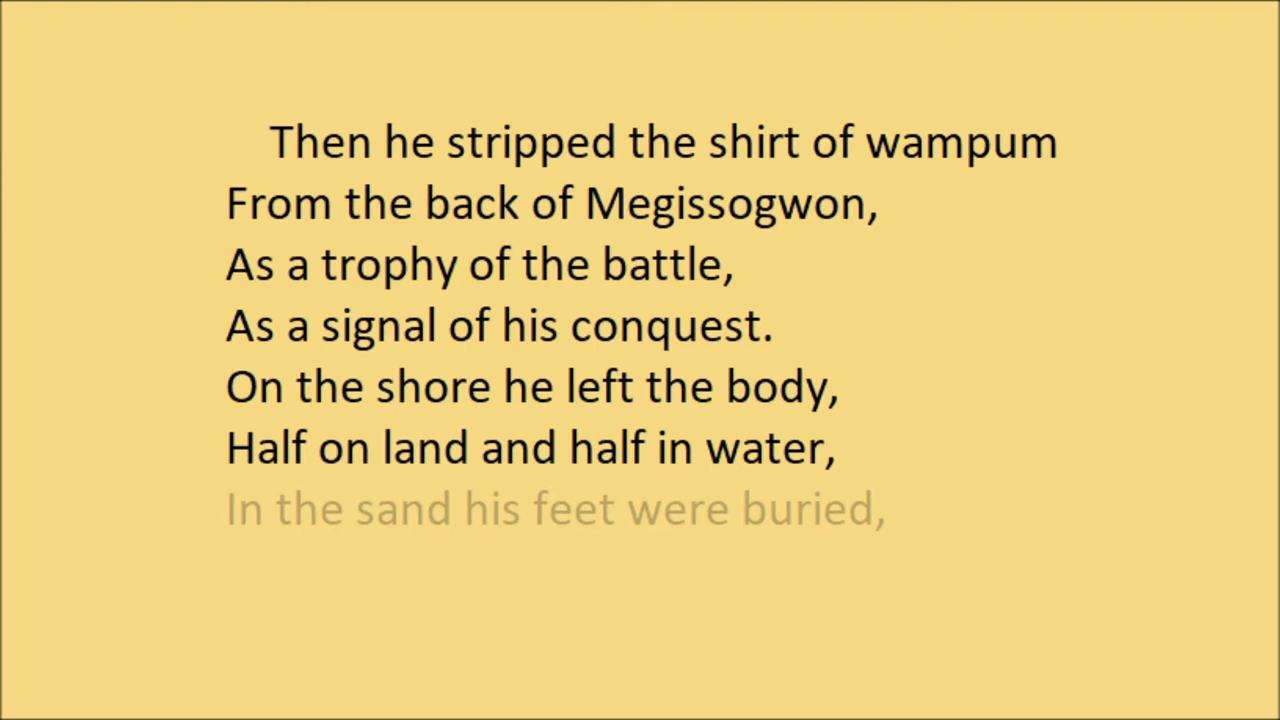 Then he stripped the shirt of wampum
From the back of Megissogwon,
As a trophy of the battle,
As a signal of his conquest.
On the shore he left the body,
Half on land and half in water,
In the sand his feet were buried,